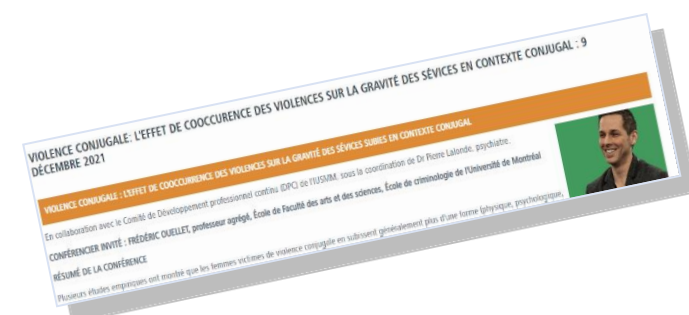 VIOLENCE CONJUGALE: L'EFFET DE COOCCURENCE DES VIOLENCES SUR LA GRAVITÉ DES SÉVICES EN CONTEXTE CONJUGAL : 9
DÉCEMBRE 2021
VIOLENCE CONJUGALE : L'EFFET DE COOCCURRENCE DES VIOLENCES SUR LA GRAVITÉ DES SÉVICES SUBIES EN CONTEXTE CONJUGAL
En collaboration avec le Comité de Développement professionnel continu (DPC) de l'IUSMM, sous la coordination de Dr Pierre Lalonde, psychiatre.
CONFÉRENCIER INVITÉ : FRÉDÉRIC OUELLET, professeur agrégé, École de Faculté des arts et des sciences, École de criminologie de l'Université de Montréal
RÉSUMÉ DE LA CONFÉRENCE
Plusieurs études empiriques ont montré que les femmes victimes de violence conjugale en subissent généralement plus d'une forme (physique, psychologique,